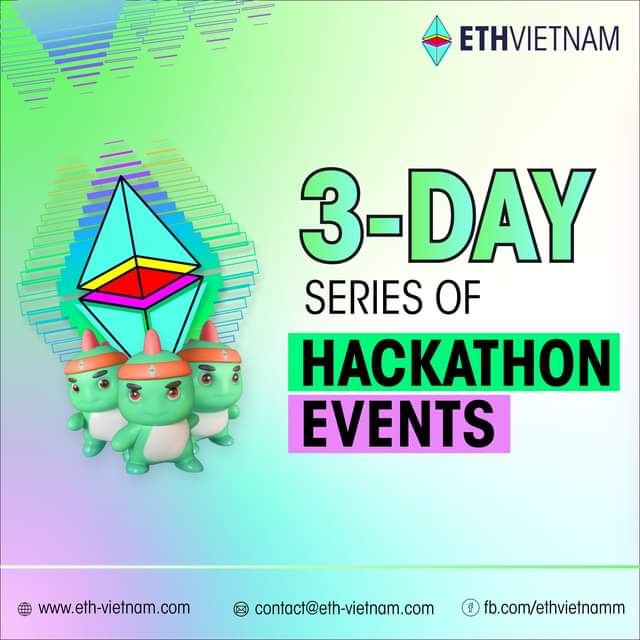 ETHVIETNAM
3-DAY
SERIES OF
HACKATHON
EVENTS
www.eth-vietnam.com contact@eth-vietnam.com fb.com/ethvietnamm